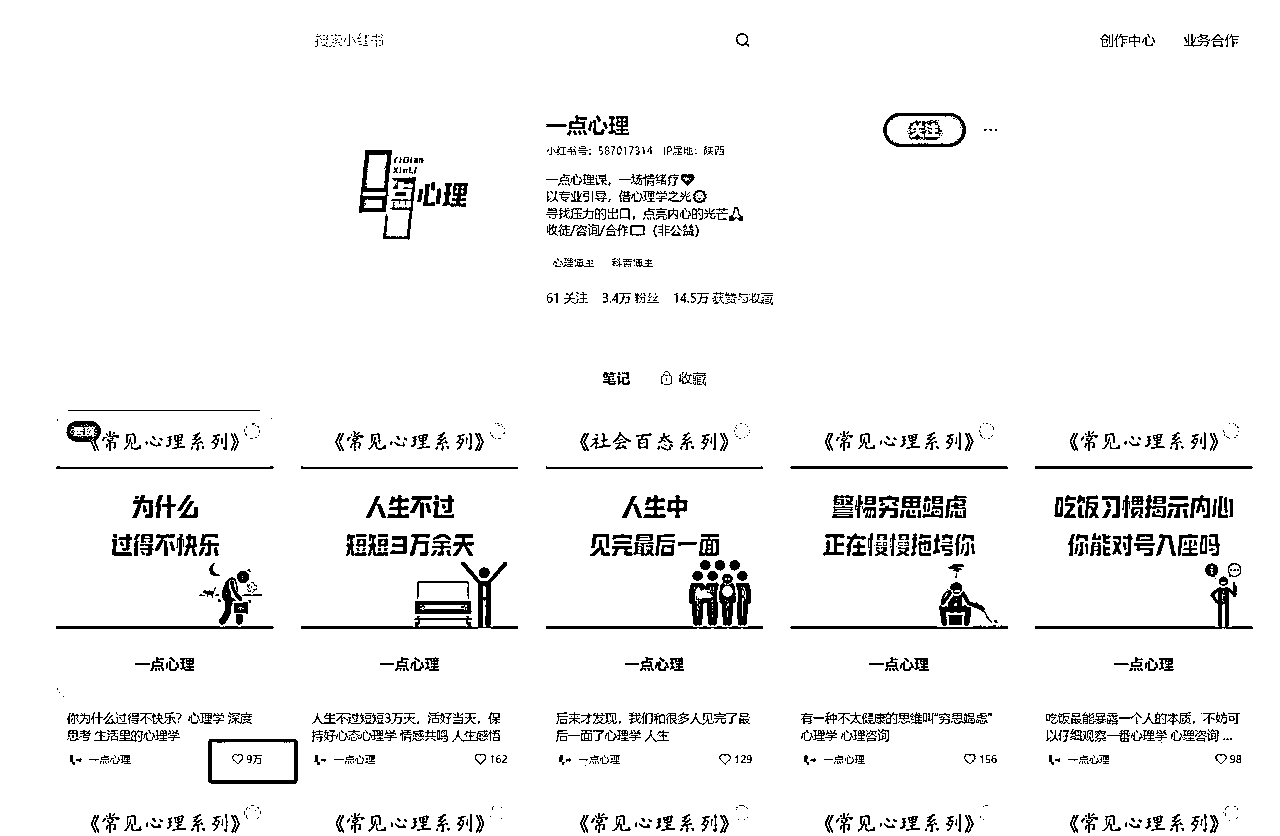 搜索小红书
创作中心 业务合作
一点心理
关注
小红书号：587017314 IP属地：陕西
YiDian
XinLi
心理
一点心理课，一场情绪疗
以专业引导，借心理学之光
寻找压力的出口，点亮内心的光芒
收徒/咨询/合作（非公益）
心理博主 科普博主
61 关注 3.4万 粉丝 14.5万 获赞与收藏
笔记 收藏
《常见心理系列》
为什么
过得不快乐
一点心理
你为什么过得不快乐？心理学 深度
思考 生活里的心理学
一点心理 9万
《常见心理系列》
人生不过
短短3万余天
一点心理
人生不过短短3万天，活好当天，保
持好心态心理学 情感共鸣 人生感悟
一点心理 162
《社会百态系列》
人生中
见完最后一面
一点心理
后来才发现，我们和很多人见完了最
后一面了心理学 人生
一点心理 129
《常见心理系列》
警惕穷思竭虑
正在慢慢拖垮你
一点心理
有一种不太健康的思维叫“穷思竭虑”
心理学 心理咨询
一点心理 156
《常见心理系列》
吃饭习惯揭示内心
你能对号入座吗
一点心理
吃饭最能暴露一个人的本质，不妨可
以仔细观察一番心理学 心理咨询 ...
一点心理 98
《常见心理系列》
《常见心理系列》
《常见心理系列》
《常见心理系列》
《常见心理系列》